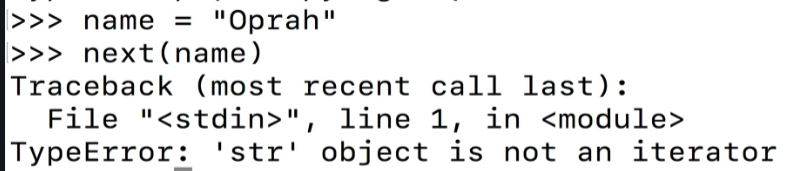 >>> name = "Oprah"
>>> next(name)
Traceback (most recent call last):
  File "<stdin>", line 1, in <module>
TypeError: 'str' object is not an iterator